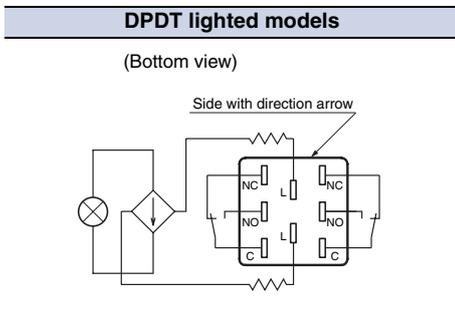 DPDT lighted models
(Bottom view)
Side with direction arrow
NC
L
NC
NO
NO
L
C
C